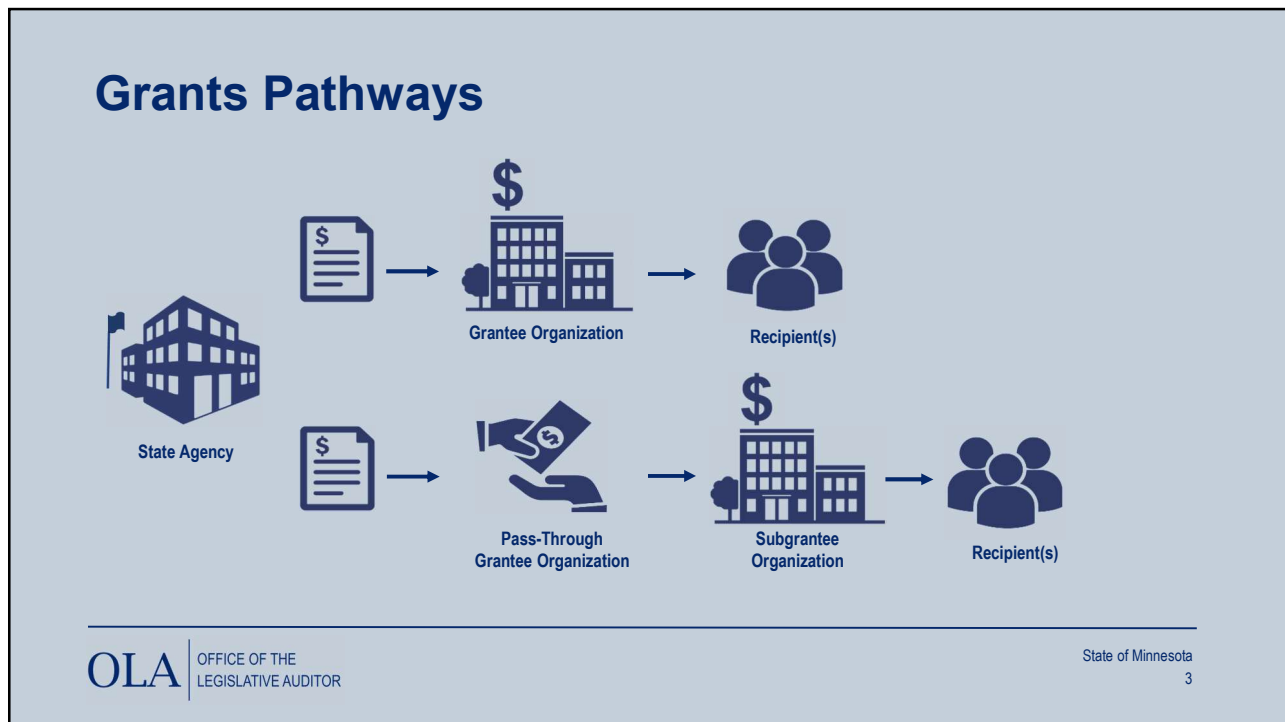 Grants Pathways
$
$
Grantee Organization
Recipient(s)
State Agency
$
$
$
Pass-Through
Grantee Organization
Subgrantee
Organization
Recipient(s)
OLA
OFFICE OF THE
LEGISLATIVE AUDITOR
State of Minnesota
3